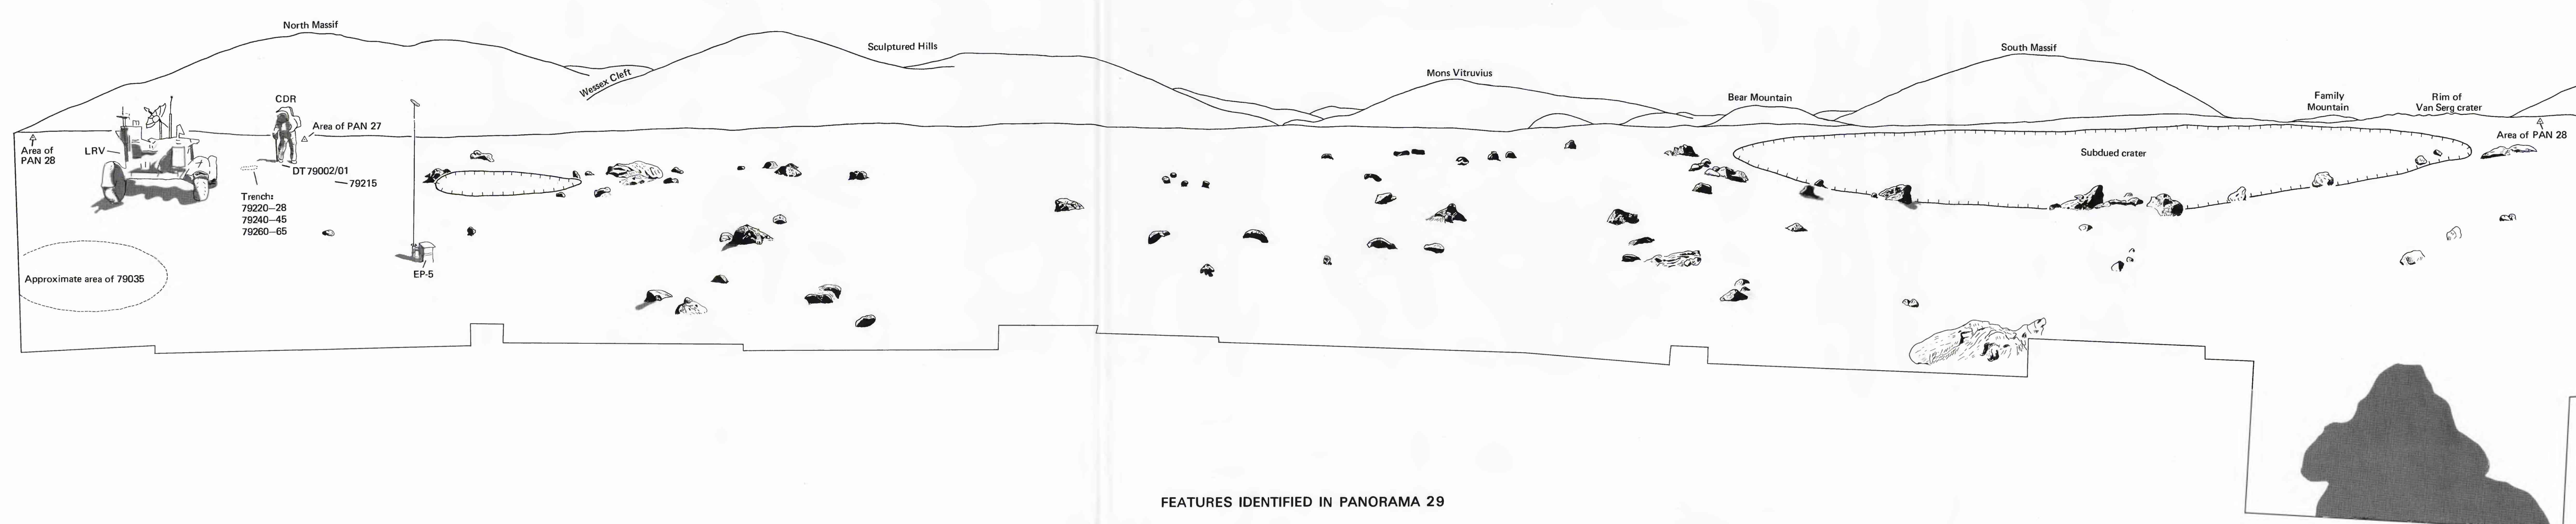 North Massif
Wessex Cleft
Sculptured Hills
Mons Vitruvius
Bear Mountain
South Massif
Family
Mountain
Rim of
Van Serg crater
Area of PAN 28
Area of
PAN 28
LRV
CDR
Area of PAN 27
DT 79002/01
79215
Trench:
79220–28
79240–45
79260–65
EP-5
Approximate area of 79035
Subdued crater
FEATURES IDENTIFIED IN PANORAMA 29